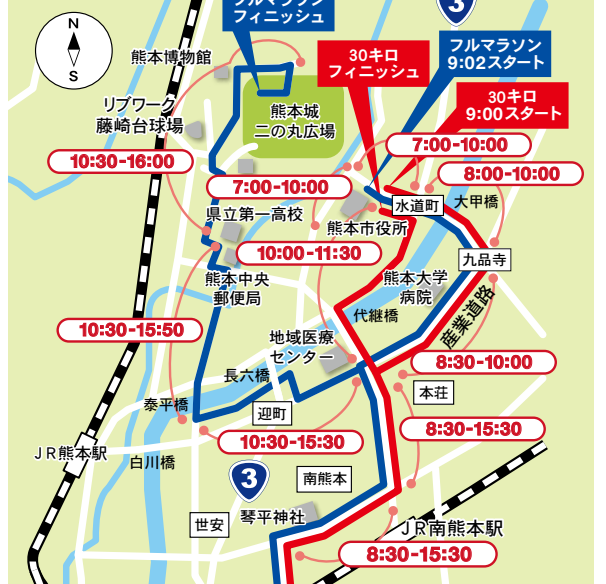 フルマラソン
フィニッシュ
3
N
S
熊本博物館
30キロ
フィニッシュ
フルマラソン
9:02スタート
30キロ
9:00スタート
リブワーク
藤崎台球場
熊本城
二の丸広場
10:30-16:00
7:00-10:00
8:00-10:00
7:00-10:00
水道町
大甲橋
県立第一高校
熊本市役所
10:00-11:30
九品寺
熊本中央
郵便局
熊本大学
病院
産業道路
代継橋
10:30-15:50
地域医療
センター
8:30-10:00
長六橋
本荘
泰平橋
迎町
8:30-15:30
10:30-15:30
JR熊本駅
白川橋
3
南熊本
世安
琴平神社
JR南熊本駅
8:30-15:30